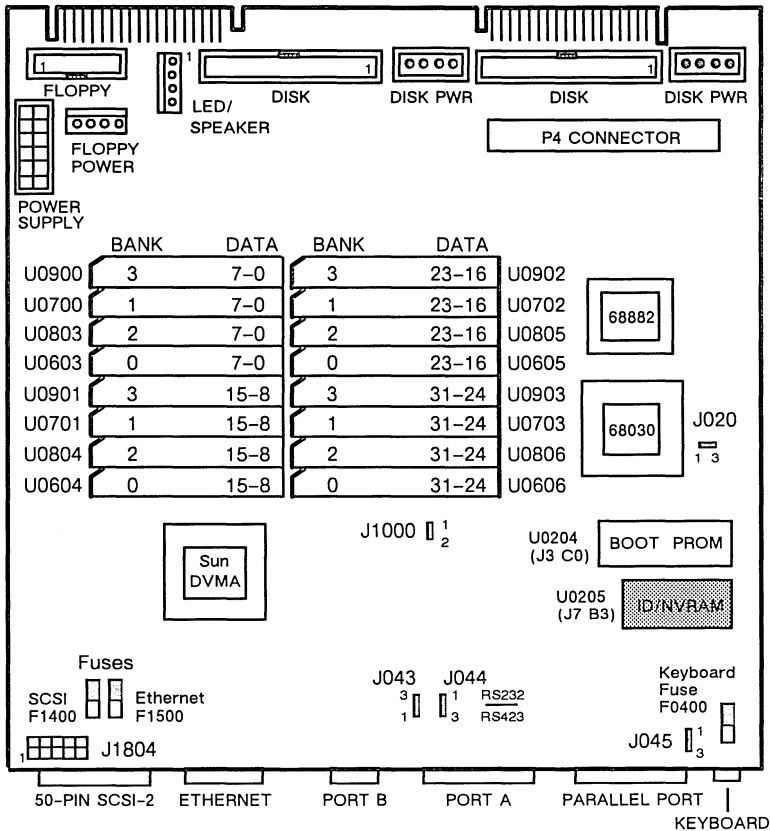 1
FLOPPY
1
LED/
SPEAKER
1
DISK
DISK PWR
1
DISK
DISK PWR
P4 CONNECTOR
FLOPPY
POWER
POWER
SUPPLY
BANK DATA BANK DATA
U0900 3 7-0 3 23-16 U0902
U0700 1 7-0 1 23-16 U0702
U0803 2 7-0 2 23-16 U0805
U0603 0 7-0 0 23-16 U0605
U0901 3 15-8 3 31-24 U0903
U0701 1 15-8 1 31-24 U0703
U0804 2 15-8 2 31-24 U0806
U0604 0 15-8 0 31-24 U0606
68882
68030
J020
1 3
J1000 1
2
U0204
(J3 C0)
BOOT PROM
U0205
(J7 B3)
ID/NVRAM
Sun
DVMA
Fuses
SCSI
F1400
Ethernet
F1500
1
J1804
J043
3
1
J044
1
3
RS232
RS423
Keyboard
Fuse
F0400
J045 1
3
50-PIN SCSI-2
ETHERNET
PORT B
PORT A
PARALLEL PORT
KEYBOARD